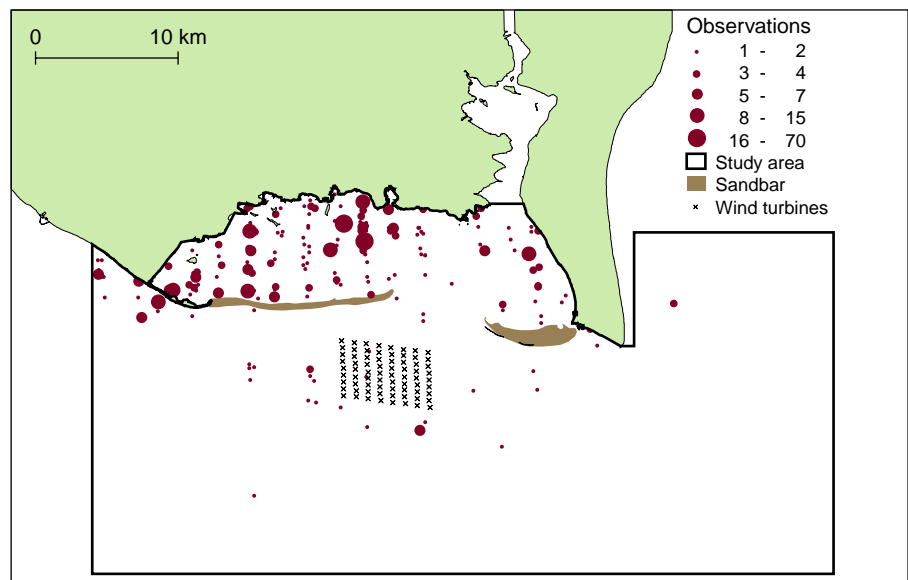 0 10 km
Observations
1 - 2
3 - 4
5 - 7
8 - 15
16 - 70
Study area
Sandbar
Wind turbines